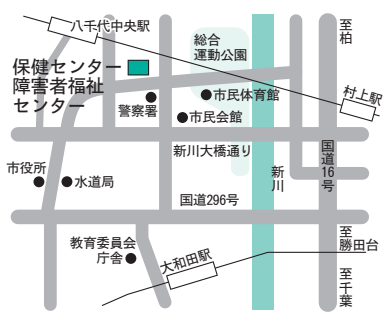 八千代中央駅
至柏
総合
運動公園
保健センター
障害者福祉
センター
市民体育館
村上駅
警察署
市民会館
新川大橋通り
国道16号
新川
市役所
水道局
国道296号
教育委員会
庁舎
大和田駅
至勝田台
至千葉